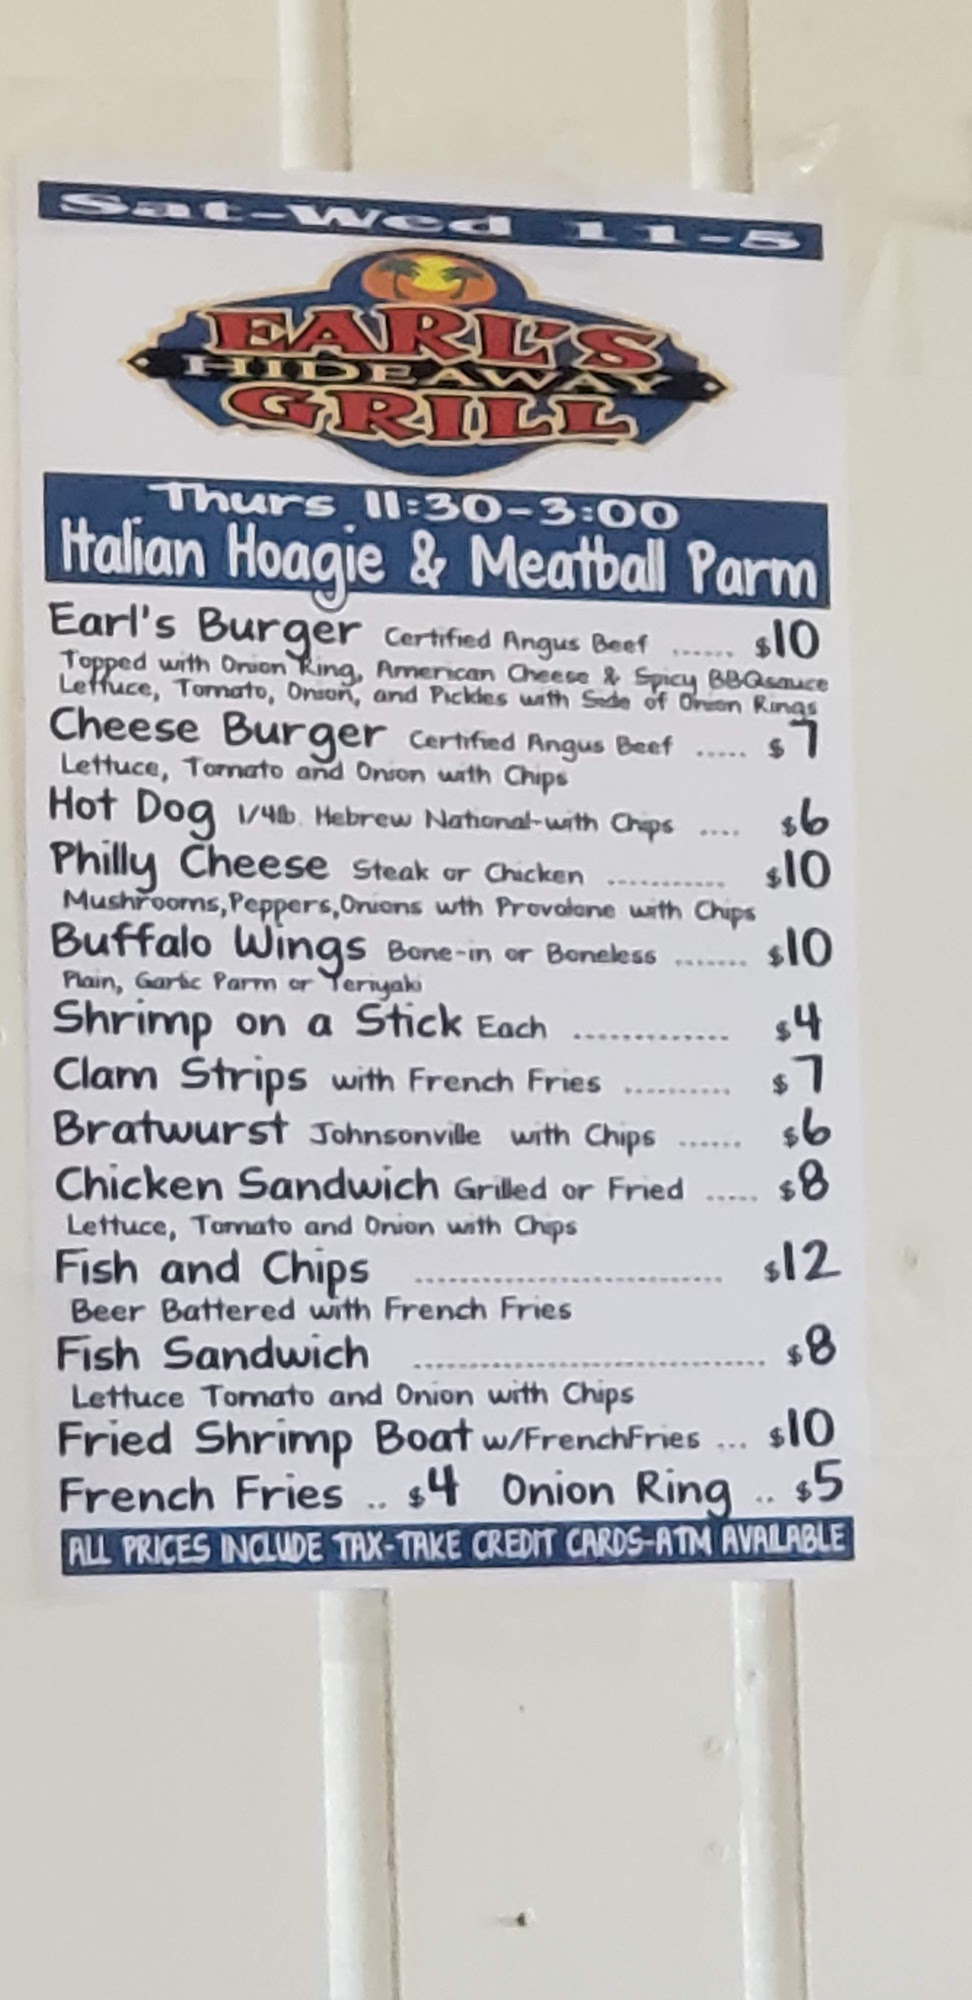 Sat-Wed 11-5
EARL'S
HIDEAWAY
GRILL
Thurs. 11:30-3:00
Italian Hoagie & Meatball Parm
Earl's Burger Certified Angus Beef ...... $10
Topped with Onion Ring, American Cheese & Spicy BBQsauce
Lettuce, Tomato, Onion, and Pickles with Side of Onion Rings
Cheese Burger Certified Angus Beef ..... $7
Lettuce, Tomato and Onion with Chips
Hot Dog 1/4lb. Hebrew National-with Chips .... $6
Philly Cheese Steak or Chicken ........... $10
Mushrooms,Peppers,Onions wth Provolone with Chips
Buffalo Wings Bone-in or Boneless ....... $10
Plain, Garlic Parm or Teriyaki
Shrimp on a Stick Each ............. $4
Clam Strips with French Fries .......... $7
Bratwurst Johnsonville with Chips ...... $6
Chicken Sandwich Grilled or Fried ..... $8
Lettuce, Tomato and Onion with Chips
Fish and Chips ............................ $12
Beer Battered with French Fries
Fish Sandwich ................................ $8
Lettuce Tomato and Onion with Chips
Fried Shrimp Boat w/FrenchFries ... $10
French Fries .. $4 Onion Ring .. $5
ALL PRICES INCLUDE TAX-TAKE CREDIT CARDS-ATM AVAILABLE